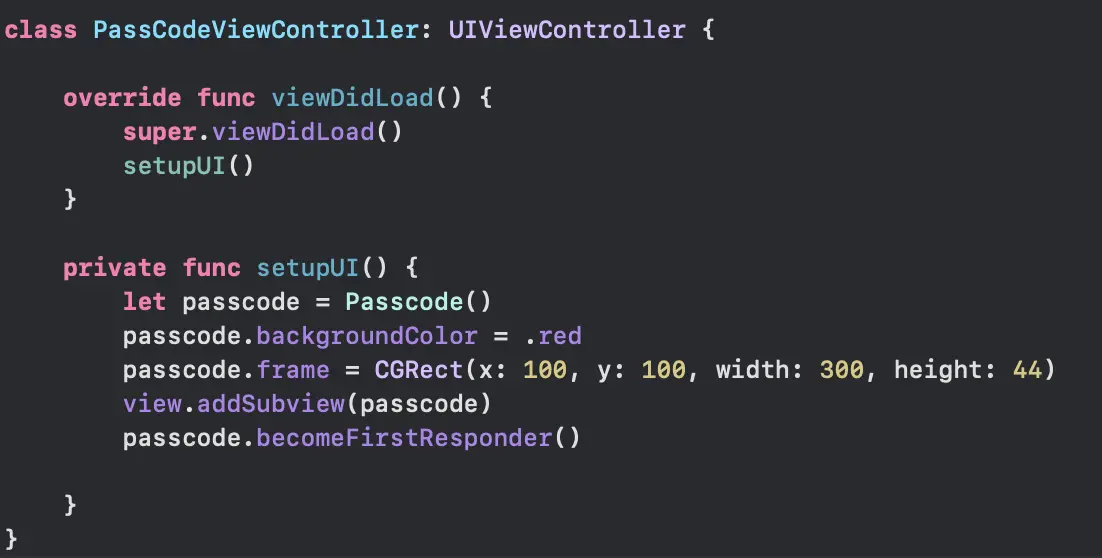 class PassCodeViewController: UIViewController {
override func viewDidLoad() {
super.viewDidLoad()
setupUI()
}
private func setupUI() {
let passcode = Passcode()
passcode.backgroundColor = .red
passcode.frame = CGRect(x: 100, y: 100, width: 300, height: 44)
view.addSubview(passcode)
passcode.becomeFirstResponder()
}
}